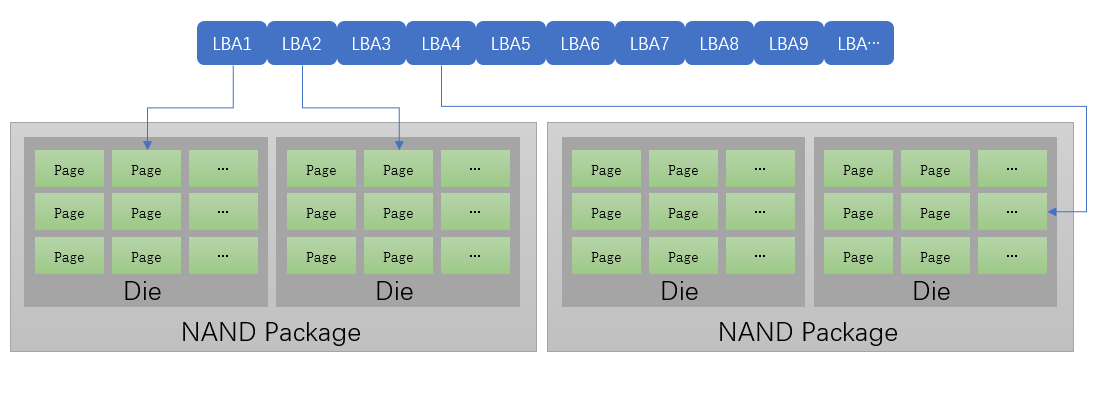 LBA1 LBA2 LBA3 LBA4 LBA5 LBA6 LBA7 LBA8 LBA9 LBA···
Page Page ··· Page Page ··· Page Page ··· Page Page ···
Page Page ··· Page Page ··· Page Page ··· Page Page ···
Page Page ··· Page Page ··· Page Page ··· Page Page ···
Die Die Die Die
NAND Package NAND Package